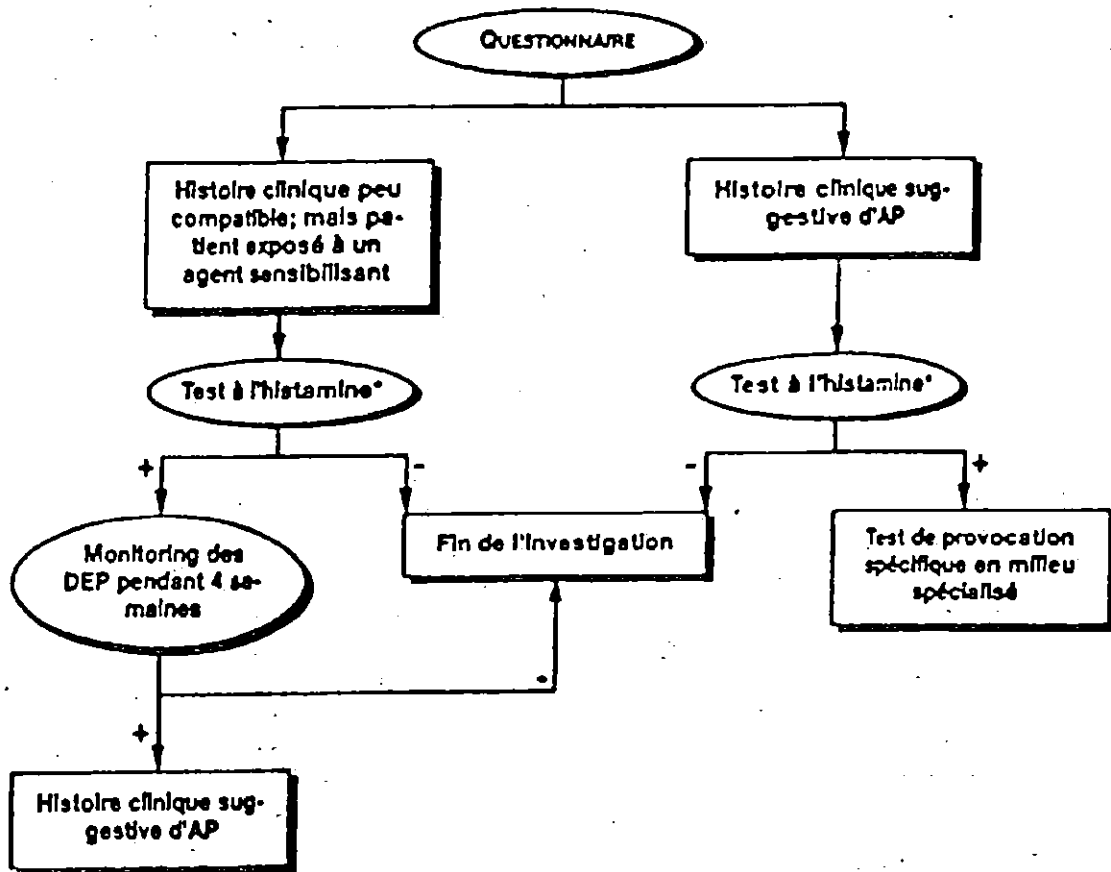 QUESTIONNAIRE
Histoire clinique peu
compatible; mais pa-
tient exposé à un
agent sensibilisant
Histoire clinique sug-
gestive d'AP
Test à l'histamine*
Test à l'histamine*
+
-
-
+
Monitoring des
DEP pendant 4 se-
maines
Fin de l'investigation
Test de provocation
spécifique en milieu
spécialisé
-
+
Histoire clinique sug-
gestive d'AP